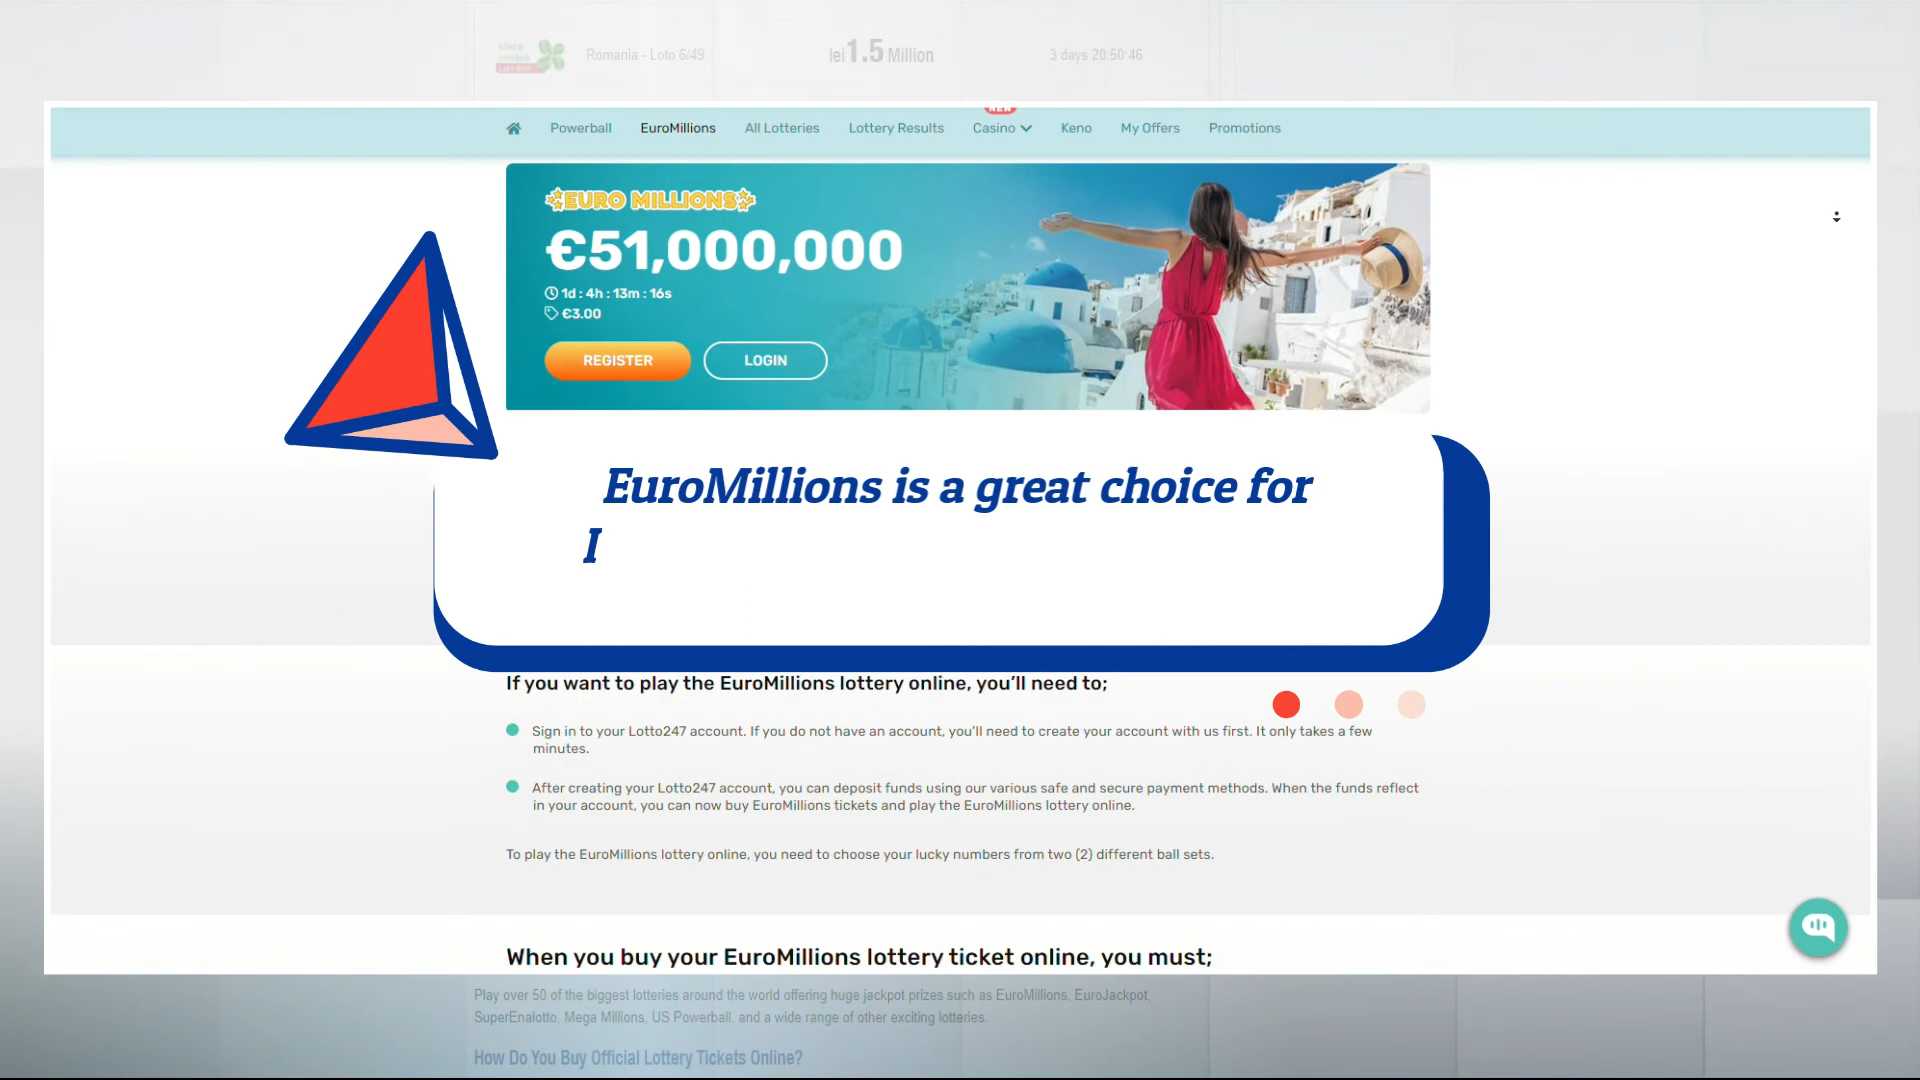 loteria
română
Loto 6/49
Romania - Loto 6/49
lei 1.5 Million
3 days 20:50:46
NEW
Powerball
EuroMillions
All Lotteries
Lottery Results
Casino
Keno
My Offers
Promotions
EURO MILLIONS
€51,000,000
1d : 4h : 13m : 16s
€3.00
REGISTER
LOGIN
EuroMillions is a great choice for
I
If you want to play the EuroMillions lottery online, you'll need to;
Sign in to your Lotto247 account. If you do not have an account, you'll need to create your account with us first. It only takes a few
minutes.
After creating your Lotto247 account, you can deposit funds using our various safe and secure payment methods. When the funds reflect
in your account, you can now buy EuroMillions tickets and play the EuroMillions lottery online.
To play the EuroMillions lottery online, you need to choose your lucky numbers from two (2) different ball sets.
When you buy your EuroMillions lottery ticket online, you must;
Play over 50 of the biggest lotteries around the world offering huge jackpot prizes such as EuroMillions, EuroJackpot,
SuperEnalotto, Mega Millions, US Powerball, and a wide range of other exciting lotteries.
How Do You Buy Official Lottery Tickets Online?